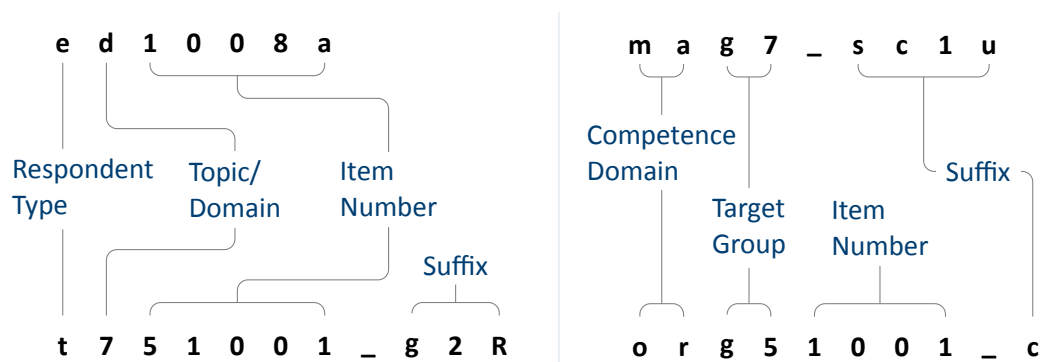 e d 1 0 0 8 a
Respondent
Type
Topic/
Domain
Item
Number
Suffix
t 7 5 1 0 0 1 _ g 2 R
m a g 7 _ s c 1 u
Competence
Domain
Suffix
Target
Group
Item
Number
o r g 5 1 0 0 1 _ c